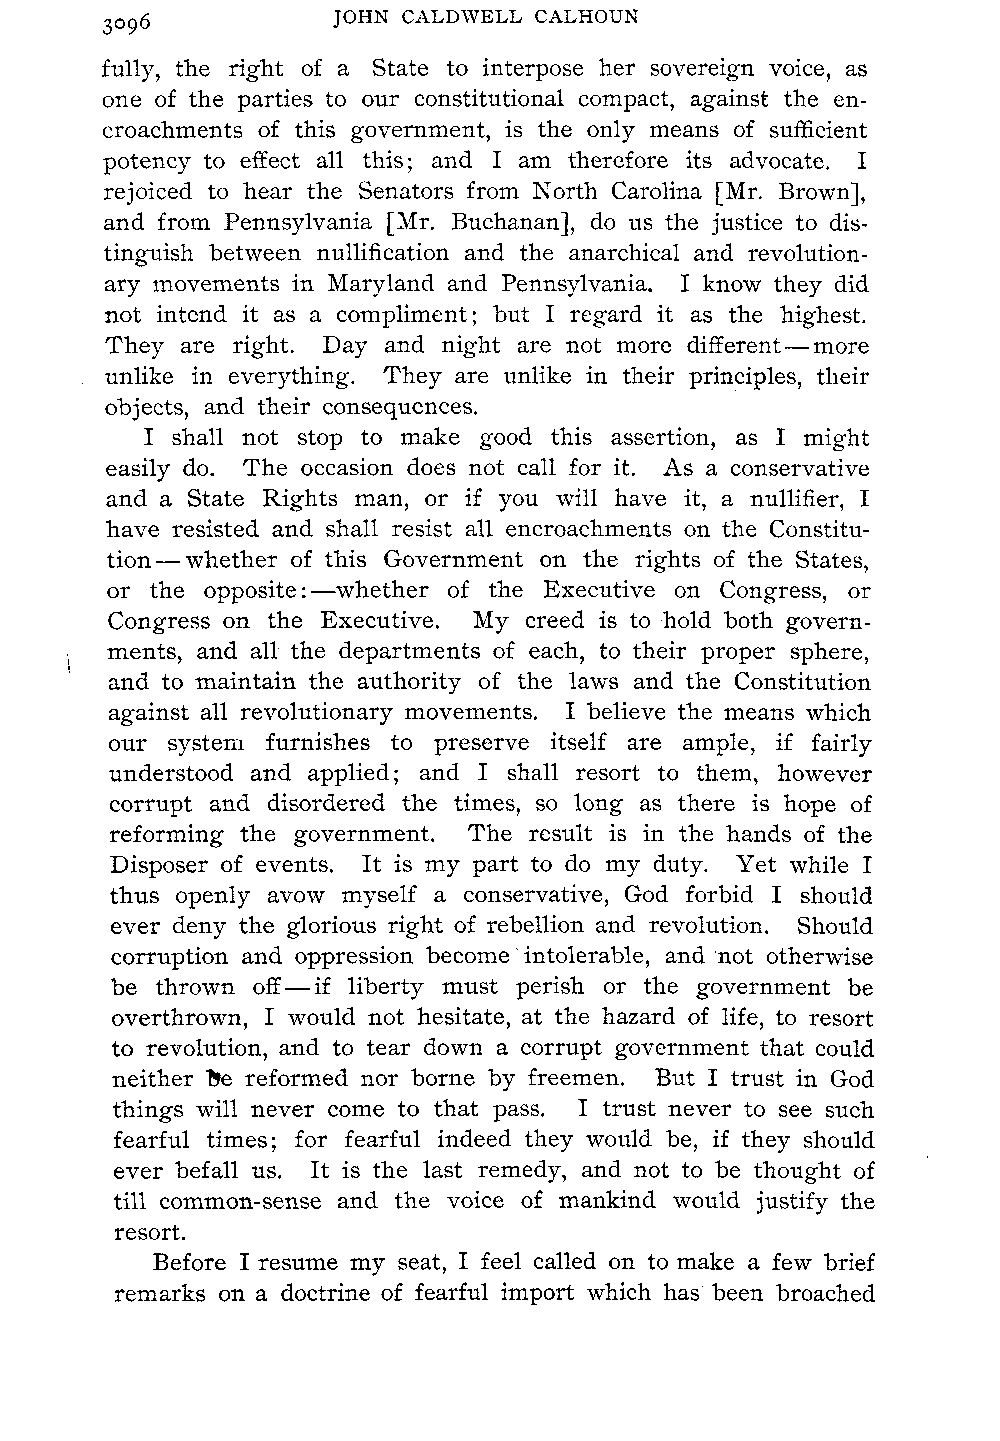 3096 JOHN CALDWELL CALHOUN
fully, the right of a State to interpose her sovereign voice, as
one of the parties to our constitutional compact, against the en-
croachments of this government, is the only means of sufficient
potency to effect all this; and I am therefore its advocate. I
rejoiced to hear the Senators from North Carolina [Mr. Brown],
and from Pennsylvania [Mr. Buchanan], do us the justice to dis-
tinguish between nullification and the anarchical and revolution-
ary movements in Maryland and Pennsylvania. I know they did
not intend it as a compliment; but I regard it as the highest.
They are right. Day and night are not more different—more
unlike in everything. They are unlike in their principles, their
objects, and their consequences.
I shall not stop to make good this assertion, as I might
easily do. The occasion does not call for it. As a conservative
and a State Rights man, or if you will have it, a nullifier, I
have resisted and shall resist all encroachments on the Constitu-
tion—whether of this Government on the rights of the States,
or the opposite:—whether of the Executive on Congress, or
Congress on the Executive. My creed is to hold both govern-
ments, and all the departments of each, to their proper sphere,
and to maintain the authority of the laws and the Constitution
against all revolutionary movements. I believe the means which
our system furnishes to preserve itself are ample, if fairly
understood and applied; and I shall resort to them, however
corrupt and disordered the times, so long as there is hope of
reforming the government. The result is in the hands of the
Disposer of events. It is my part to do my duty. Yet while I
thus openly avow myself a conservative, God forbid I should
ever deny the glorious right of rebellion and revolution. Should
corruption and oppression become intolerable, and not otherwise
be thrown off—if liberty must perish or the government be
overthrown, I would not hesitate, at the hazard of life, to resort
to revolution, and to tear down a corrupt government that could
neither be reformed nor borne by freemen. But I trust in God
things will never come to that pass. I trust never to see such
fearful times; for fearful indeed they would be, if they should
ever befall us. It is the last remedy, and not to be thought of
till common-sense and the voice of mankind would justify the
resort.
Before I resume my seat, I feel called on to make a few brief
remarks on a doctrine of fearful import which has been broached